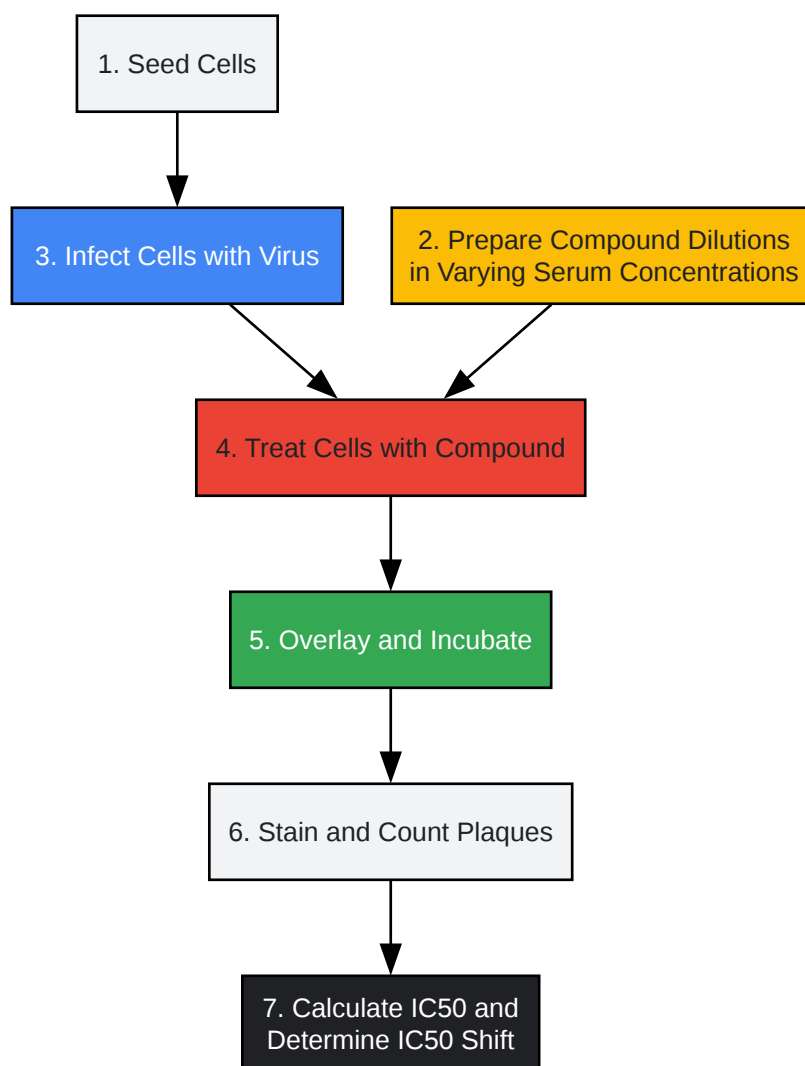 1. Seed Cells
3. Infect Cells with Virus
2. Prepare Compound Dilutions
in Varying Serum Concentrations
4. Treat Cells with Compound
5. Overlay and Incubate
6. Stain and Count Plaques
7. Calculate IC50 and
Determine IC50 Shift